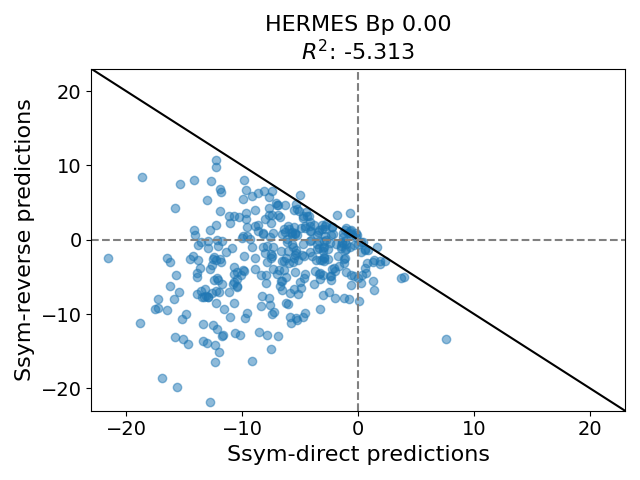 HERMES Bp 0.00
R²: -5.313
Ssym-reverse predictions
20
10
0
−10
−20
−20 −10 0 10 20
Ssym-direct predictions